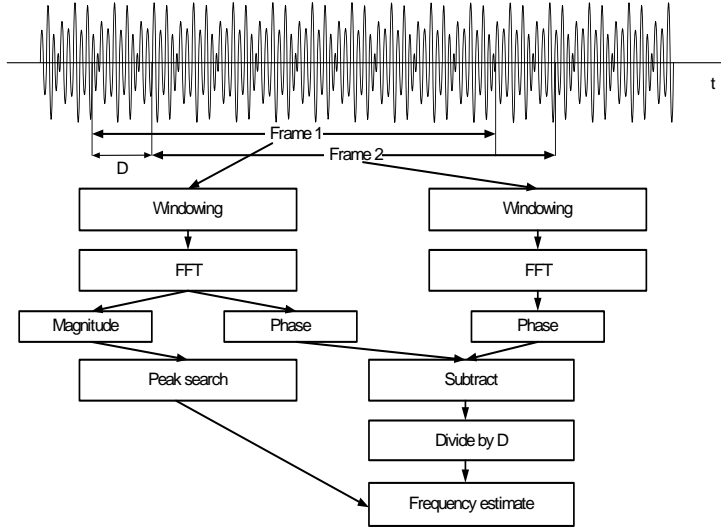 t
Frame 1
Frame 2
D
Windowing
Windowing
FFT
FFT
Magnitude
Phase
Phase
Peak search
Subtract
Divide by D
Frequency estimate